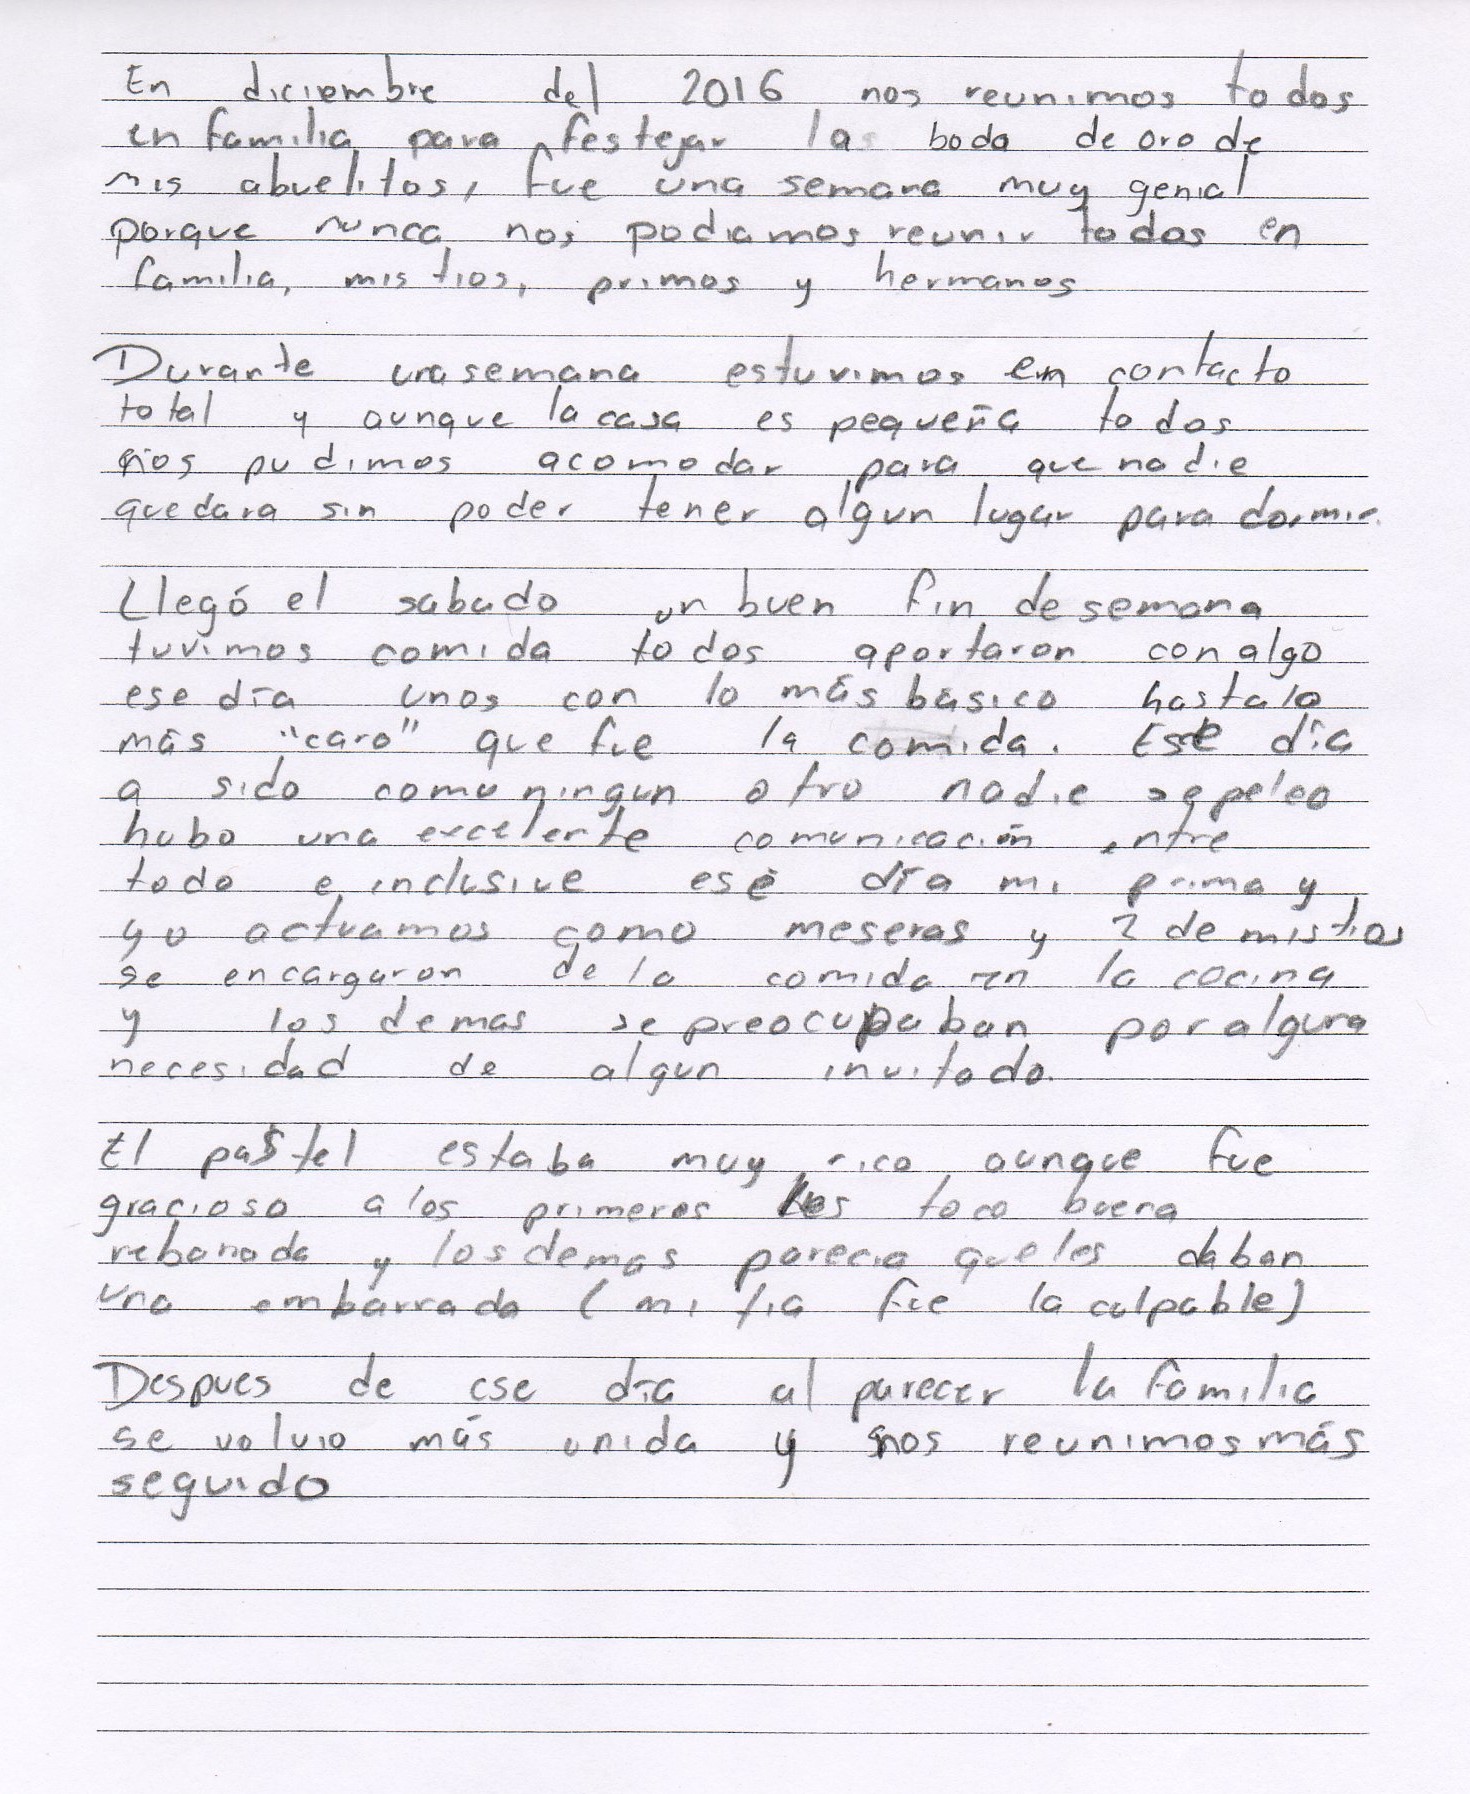 En diciembre del 2016 nos reunimos todos
en familia para festejar la boda de oro de
mis abuelitos, fue una semana muy genial
porque nunca nos podiamos reunir todos en
familia, mis tios, primos y hermanos
Durante una semana estuvimos en contacto
total y aunque la casa es pequeña todos
nos pudimos acomodar para que nadie
quedara sin poder tener algun lugar para dormir.
Llegó el sabado un buen fin de semana
tuvimos comida todos aportaron con algo
ese día unos con lo más básico hasta lo
más "caro" que fue la comida. Ese día
a sido como ningun otro nadie se peleo
hubo una excelente comunicación entre
todo e inclusive ese día mi prima y
yo actuamos como meseras y 2 de mis tios
se encargaron de la comida en la cocina
y los demas se preocupaban por alguna
necesidad de algun invitado.
El pastel estaba muy rico aunque fue
gracioso a los primeros les toco buena
rebanada y los demas parecia que les daban
una embarrada (mi tia fue la culpable)
Despues de ese día al parecer la familia
se volvio más unida y nos reunimos más
seguido